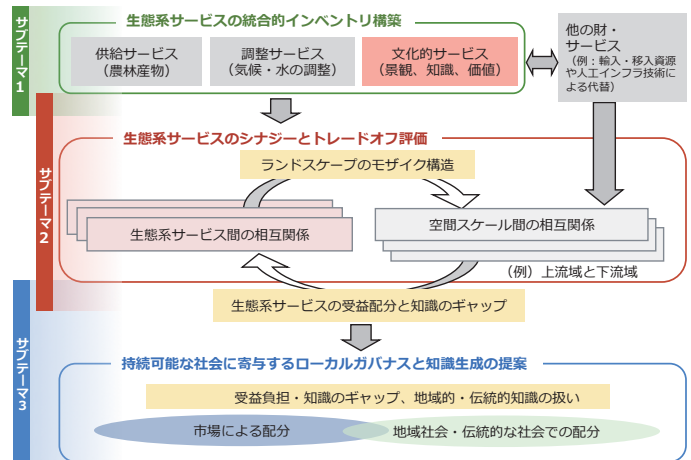 サブテーマ1
生態系サービスの統合的インベントリ構築
供給サービス
（農林産物）
調整サービス
（気候・水の調整）
文化的サービス
（景観、知識、価値）
他の財・
サービス
（例：輸入・移入資源
や人工インフラ技術に
よる代替）
サブテーマ2
生態系サービスのシナジーとトレードオフ評価
ランドスケープのモザイク構造
生態系サービス間の相互関係
空間スケール間の相互関係
（例）上流域と下流域
生態系サービスの受益配分と知識のギャップ
サブテーマ3
持続可能な社会に寄与するローカルガバナスと知識生成の提案
受益負担・知識のギャップ、地域的・伝統的知識の扱い
市場による配分
地域社会・伝統的な社会での配分